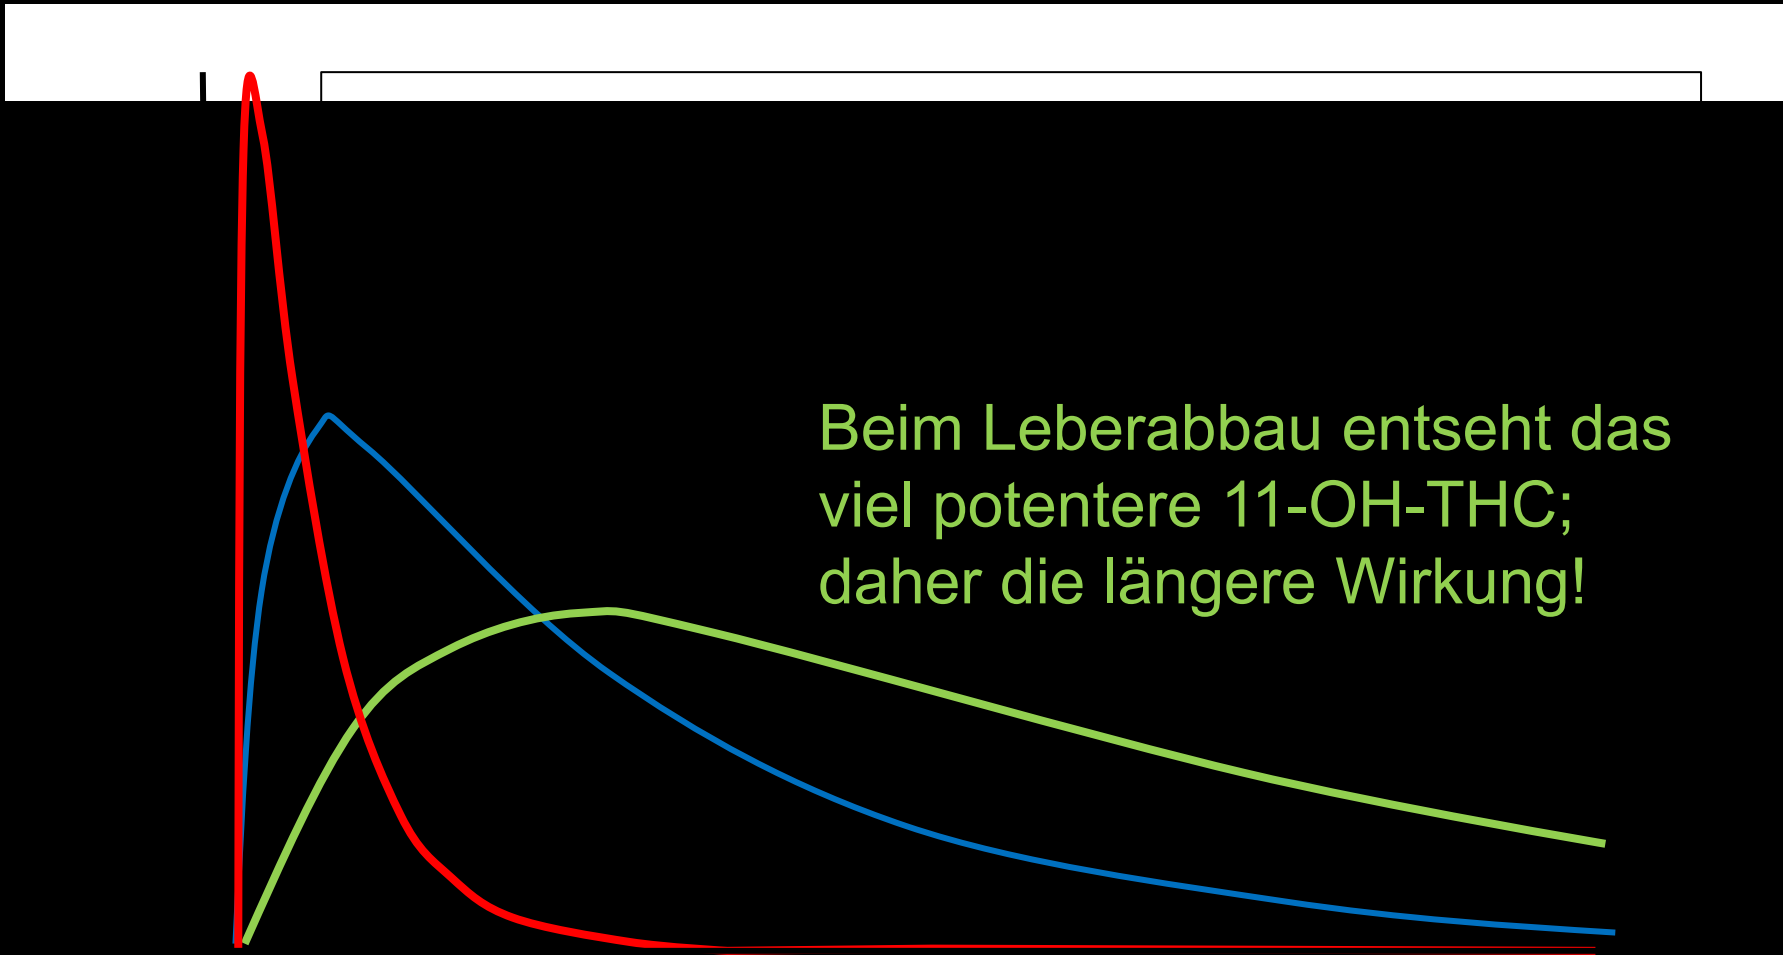 Beim Leberabbau entseht das
viel potentere 11-OH-THC;
daher die längere Wirkung!